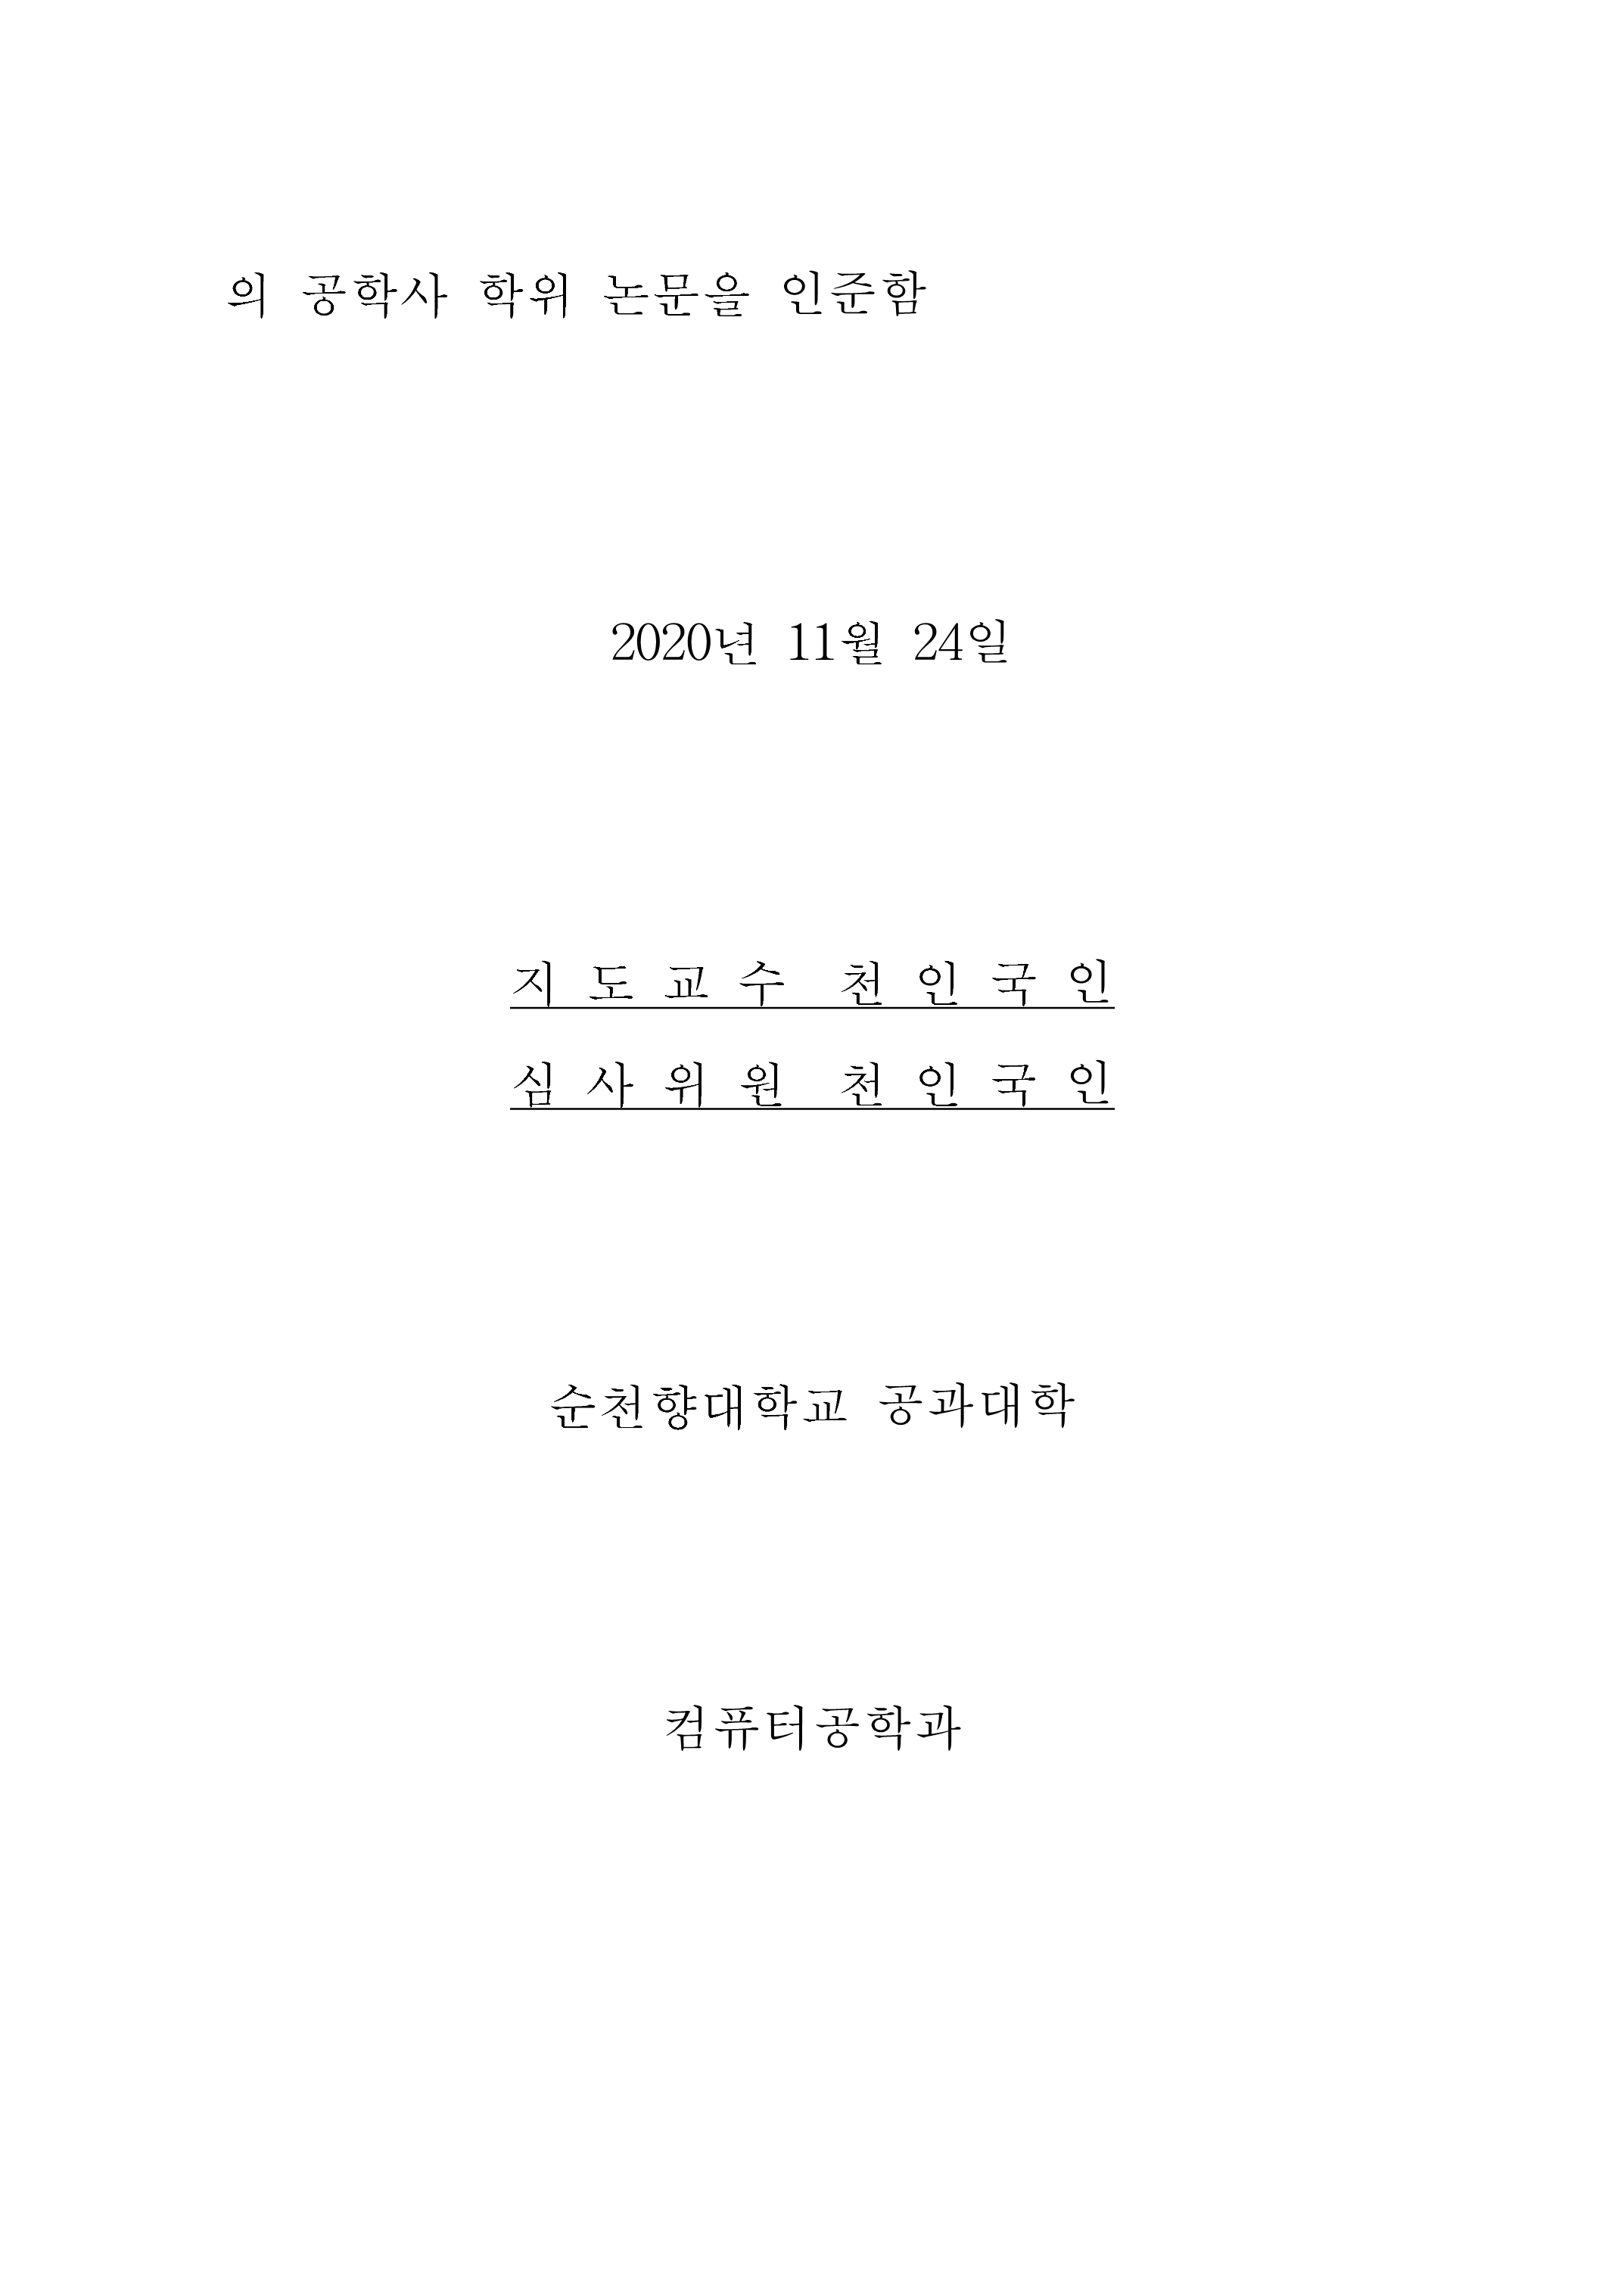 의 공학사 학위 논문을 인준함
2020년 11월 24일
지 도 교 수 천 인 국 인
심 사 위 원 천 인 국 인
순천향대학교 공과대학
컴퓨터공학과